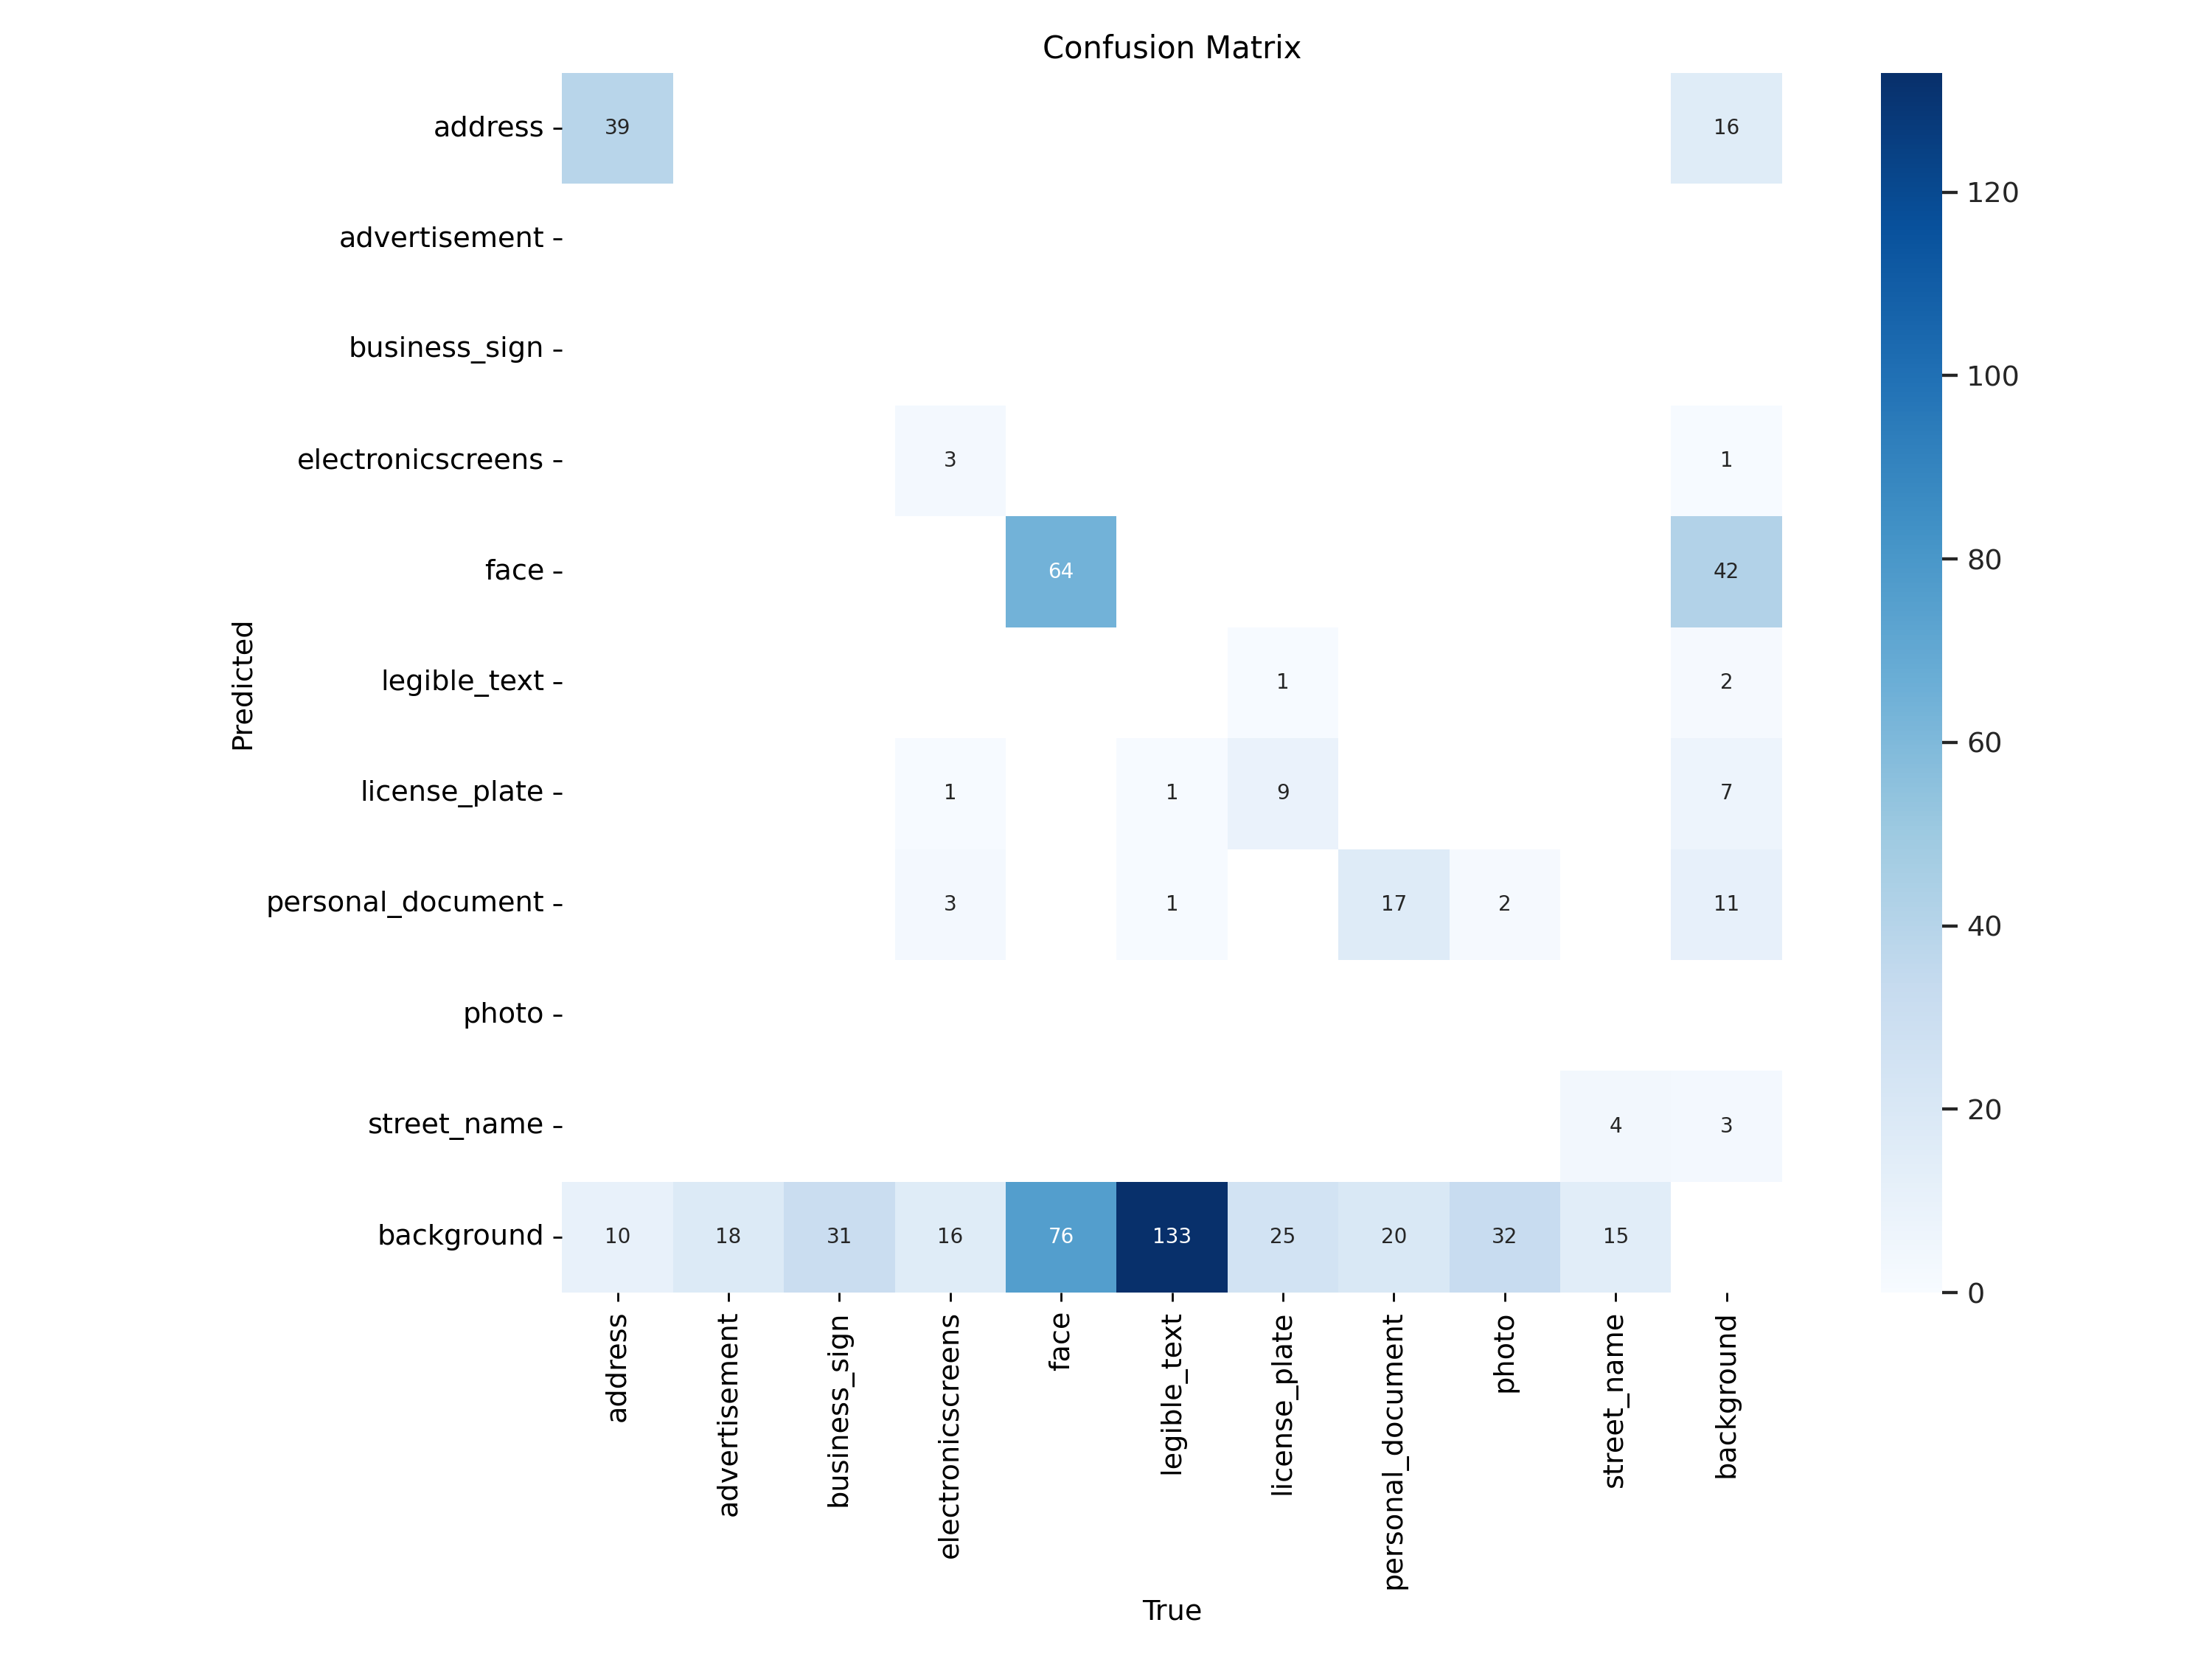 Confusion Matrix
address 39 16
advertisement
business_sign
electronicscreens 3 1
face 64 42
legible_text 1 2
license_plate 1 1 9 7
personal_document 3 1 17 2 11
photo
street_name 4 3
background 10 18 31 16 76 133 25 20 32 15
Predicted
address advertisement business_sign electronicscreens face legible_text license_plate personal_document photo street_name background
True
120
100
80
60
40
20
0